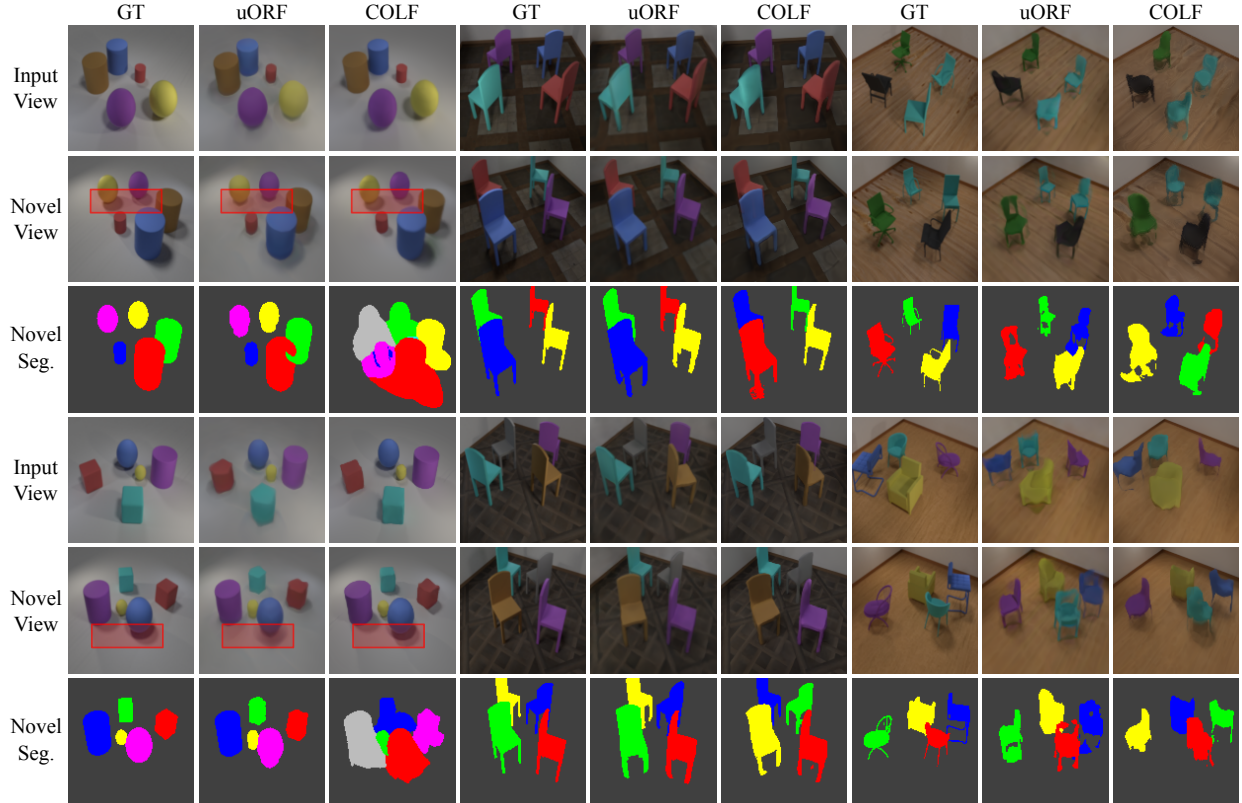 GT uORF COLF GT uORF COLF GT uORF COLF
Input
View
Novel
View
Novel
Seg.
Input
View
Novel
View
Novel
Seg.